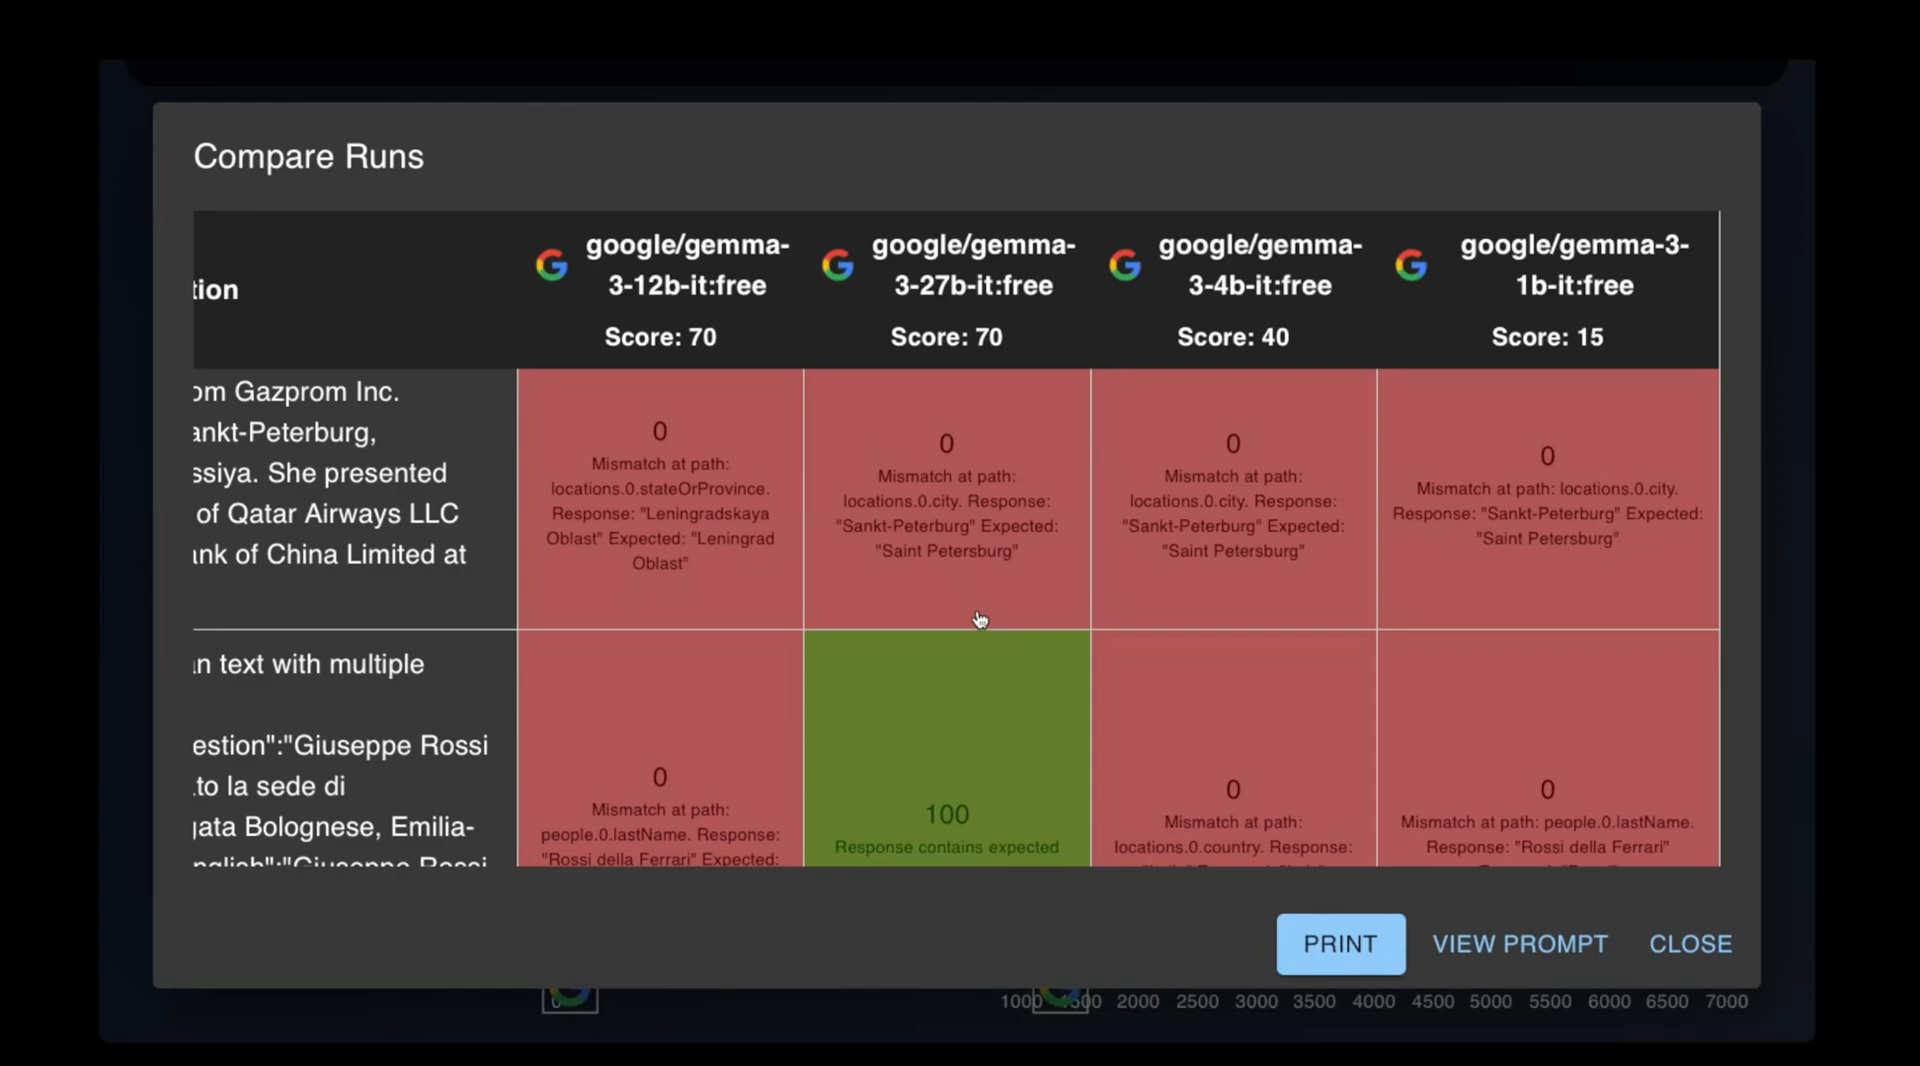 Compare Runs
tion
google/gemma-
3-12b-it:free
Score: 70
google/gemma-
3-27b-it:free
Score: 70
google/gemma-
3-4b-it:free
Score: 40
google/gemma-3-
1b-it:free
Score: 15
om Gazprom Inc.
ankt-Peterburg,
ssiya. She presented
of Qatar Airways LLC
ank of China Limited at
0
Mismatch at path:
locations.0.stateOrProvince.
Response: "Leningradskaya
Oblast" Expected: "Leningrad
Oblast"
0
Mismatch at path:
locations.0.city. Response:
"Sankt-Peterburg" Expected:
"Saint Petersburg"
0
Mismatch at path:
locations.0.city. Response:
"Sankt-Peterburg" Expected:
"Saint Petersburg"
0
Mismatch at path: locations.0.city.
Response: "Sankt-Peterburg" Expected:
"Saint Petersburg"
an text with multiple
estion":"Giuseppe Rossi
to la sede di
gata Bolognese, Emilia-
nglish":"Giuseppe Rossi
0
Mismatch at path:
people.0.lastName. Response:
"Rossi della Ferrari" Expected:
100
Response contains expected
0
Mismatch at path:
locations.0.country. Response:
0
Mismatch at path: people.0.lastName.
Response: "Rossi della Ferrari"
PRINT VIEW PROMPT CLOSE
0 1000 1500 2000 2500 3000 3500 4000 4500 5000 5500 6000 6500 7000